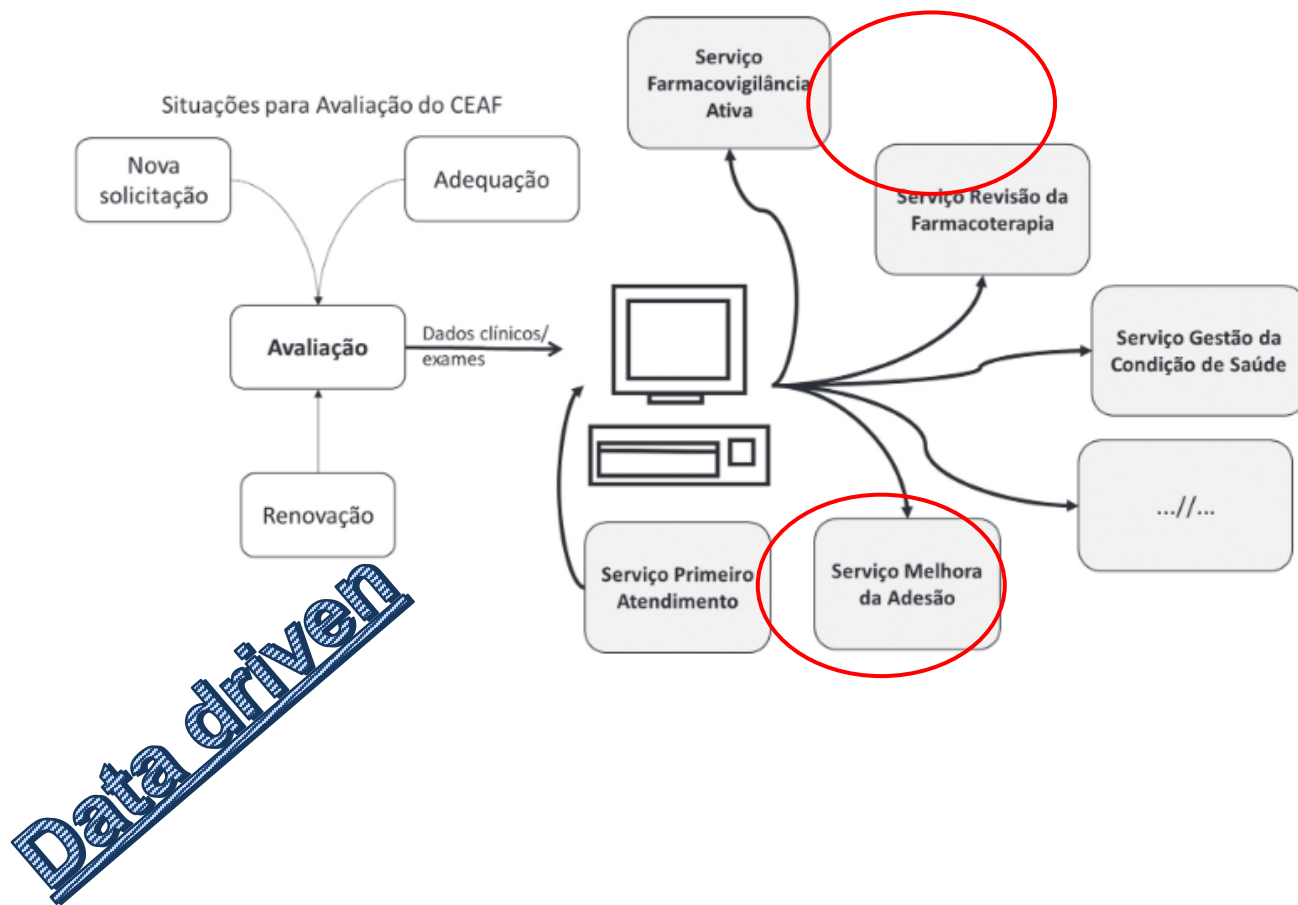 Situações para Avaliação do CEAF
Nova
solicitação
Adequação
Avaliação
Dados clínicos/
exames
Renovação
Serviço
Farmacovigilância
Ativa
Serviço Revisão da
Farmacoterapia
Serviço Gestão da
Condição de Saúde
...//...
Serviço Primeiro
Atendimento
Serviço Melhora
da Adesão
Data driven